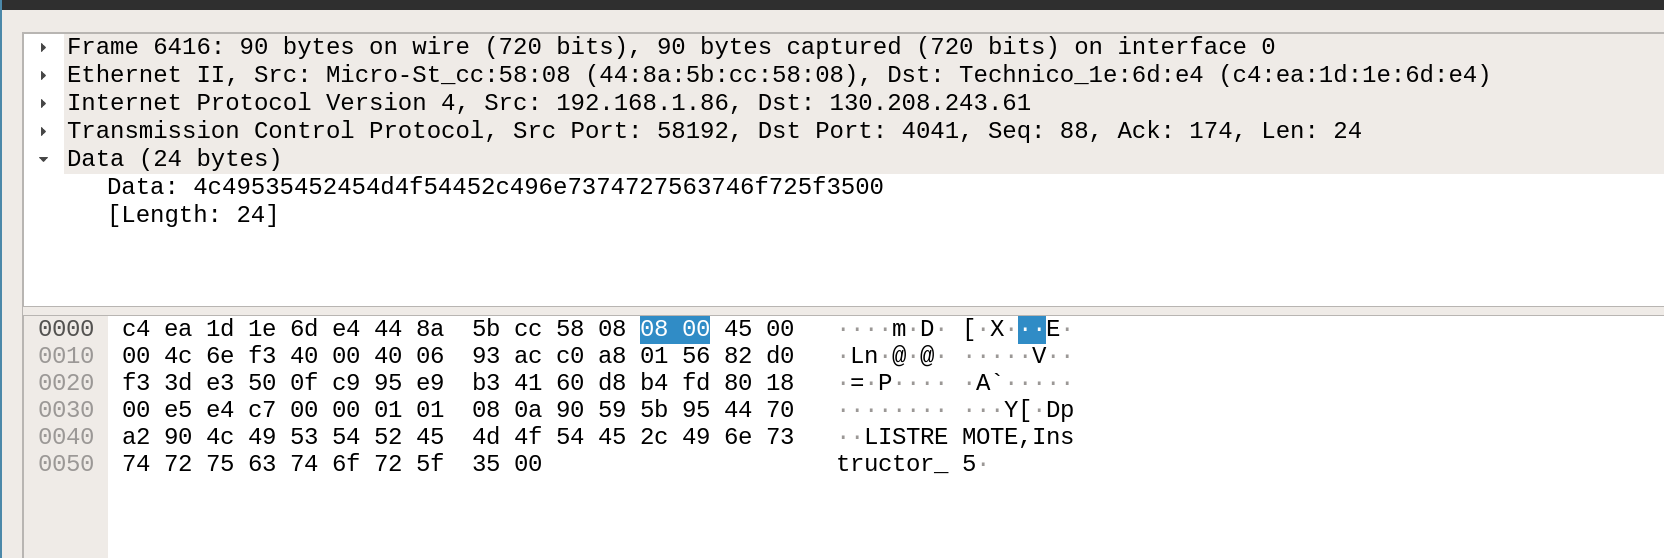 Frame 6416: 90 bytes on wire (720 bits), 90 bytes captured (720 bits) on interface 0
Ethernet II, Src: Micro-St_cc:58:08 (44:8a:5b:cc:58:08), Dst: Technico_1e:6d:e4 (c4:ea:1d:1e:6d:e4)
Internet Protocol Version 4, Src: 192.168.1.86, Dst: 130.208.243.61
Transmission Control Protocol, Src Port: 58192, Dst Port: 4041, Seq: 88, Ack: 174, Len: 24
Data (24 bytes)
Data: 4c49535452454d4f54452c496e7374727563746f725f3500
[Length: 24]
0000 c4 ea 1d 1e 6d e4 44 8a 5b cc 58 08 08 00 45 00 ····m·D· [·X···E·
0010 00 4c 6e f3 40 00 40 06 93 ac c0 a8 01 56 82 d0 ·Ln·@·@· ·····V··
0020 f3 3d e3 50 0f c9 95 e9 b3 41 60 d8 b4 fd 80 18 ·=·P···· ·A`·····
0030 00 e5 e4 c7 00 00 01 01 08 0a 90 59 5b 95 44 70 ········ ···Y[·Dp
0040 a2 90 4c 49 53 54 52 45 4d 4f 54 45 2c 49 6e 73 ··LISTRE MOTE,Ins
0050 74 72 75 63 74 6f 72 5f 35 00 tructor_ 5·